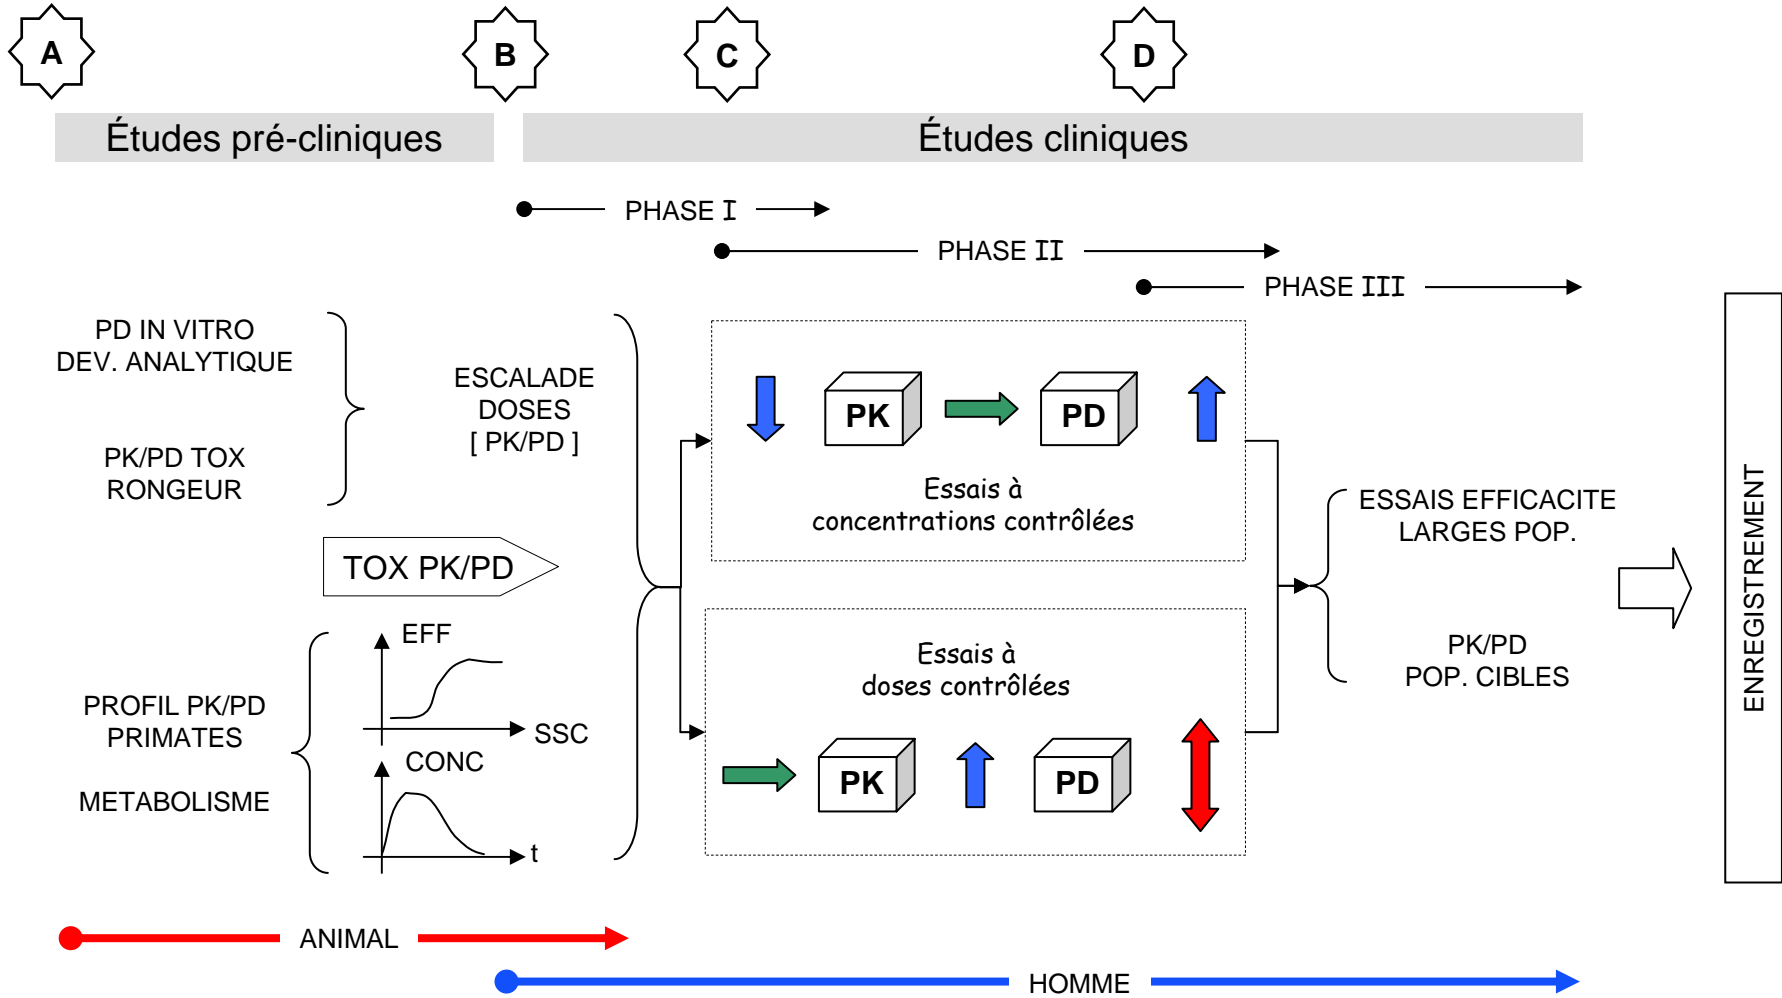 A
B
C
D
Études pré-cliniques
Études cliniques
PHASE I
PHASE II
PHASE III
PD IN VITRO
DEV. ANALYTIQUE
PK/PD TOX
RONGEUR
ESCALADE
DOSES
[ PK/PD ]
TOX PK/PD
PROFIL PK/PD
PRIMATES
METABOLISME
EFF
SSC
CONC
t
PK
PD
Essais à
concentrations contrôlées
Essais à
doses contrôlées
PK
PD
ESSAIS EFFICACITE
LARGES POP.
PK/PD
POP. CIBLES
ENREGISTREMENT
ANIMAL
HOMME